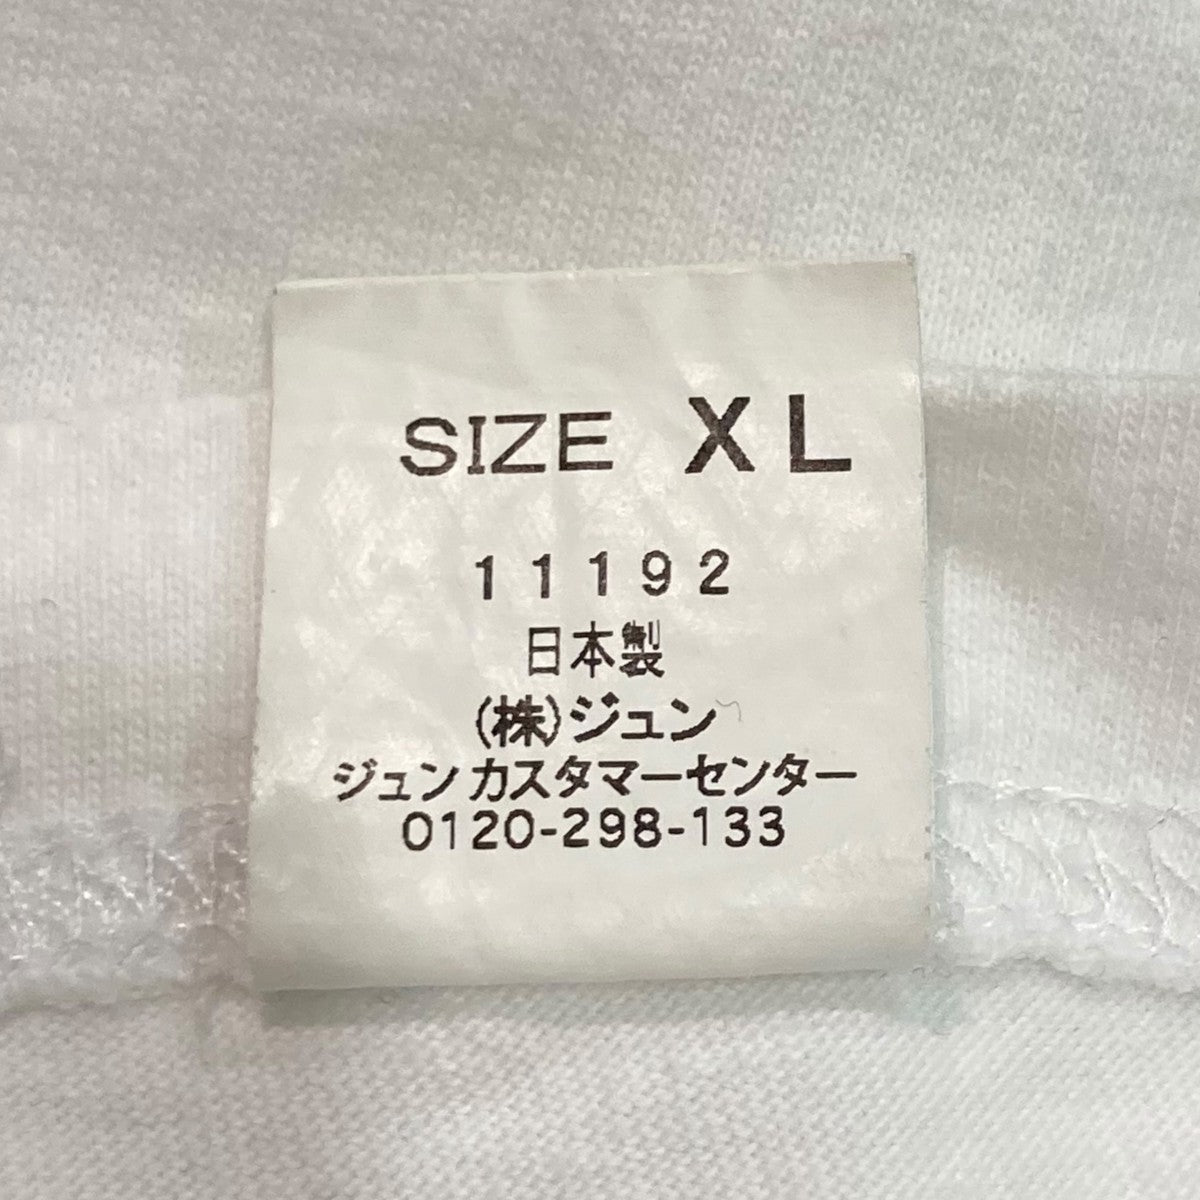 SIZE XL
11192
日本製
(株)ジュン
ジュンカスタマーセンター
0120-298-133